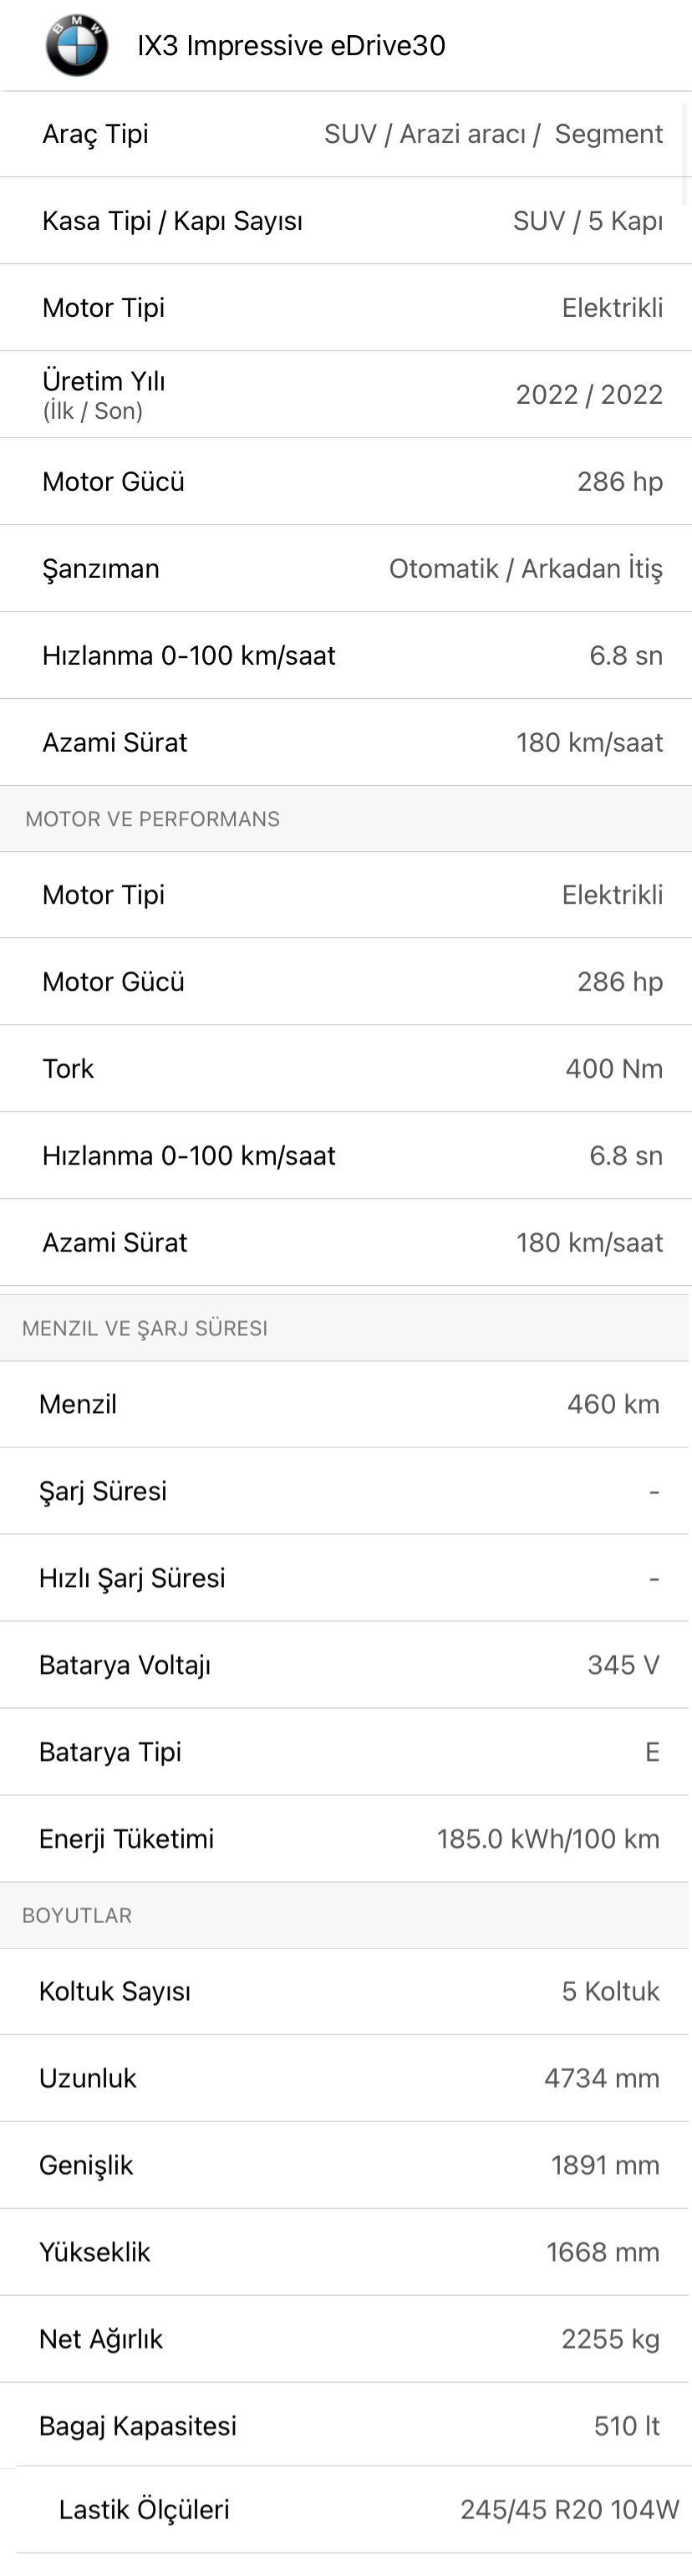 BMW
IX3 Impressive eDrive30
Araç Tipi SUV / Arazi aracı / Segment
Kasa Tipi / Kapı Sayısı SUV / 5 Kapı
Motor Tipi Elektrikli
Üretim Yılı
(İlk / Son) 2022 / 2022
Motor Gücü 286 hp
Şanzıman Otomatik / Arkadan İtiş
Hızlanma 0-100 km/saat 6.8 sn
Azami Sürat 180 km/saat
MOTOR VE PERFORMANS
Motor Tipi Elektrikli
Motor Gücü 286 hp
Tork 400 Nm
Hızlanma 0-100 km/saat 6.8 sn
Azami Sürat 180 km/saat
MENZIL VE ŞARJ SÜRESI
Menzil 460 km
Şarj Süresi -
Hızlı Şarj Süresi -
Batarya Voltajı 345 V
Batarya Tipi E
Enerji Tüketimi 185.0 kWh/100 km
BOYUTLAR
Koltuk Sayısı 5 Koltuk
Uzunluk 4734 mm
Genişlik 1891 mm
Yükseklik 1668 mm
Net Ağırlık 2255 kg
Bagaj Kapasitesi 510 lt
Lastik Ölçüleri 245/45 R20 104W